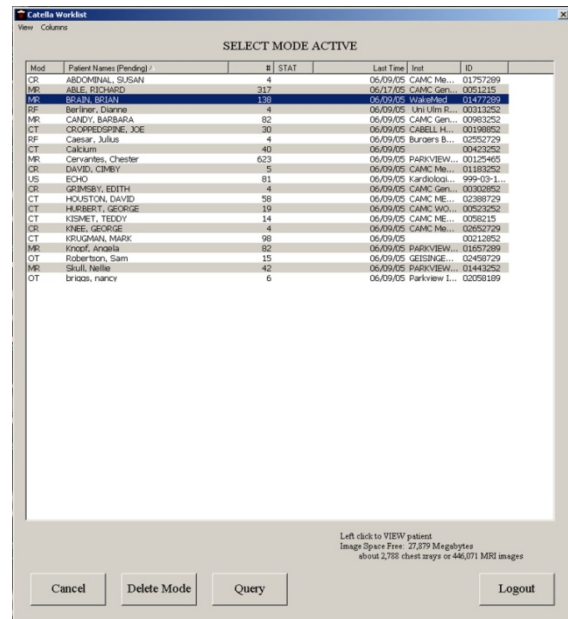 Catella Worklist
View Columns
SELECT MODE ACTIVE
Mod Patient Names (Pending) # STAT Last Time Inst ID
CR ABDOMINAL, SUSAN 4 06/09/05 CAMC Me... 01757289
MR ABLE, RICHARD 317 06/17/05 CAMC Gen... 0051215
MR BRAIN, BRIAN 138 06/09/05 WakeMed 01477289
RF Berliner, Dianne 4 06/09/05 Uni Ulm R... 00313252
MR CANDY, BARBARA 82 06/09/05 CAMC Gen... 00983252
CT CROPPEDSPINE, JOE 30 06/09/05 CABELL H... 00198852
RF Caesar, Julius 4 06/09/05 Burgers B... 02552729
CT Calcium 40 06/09/05 00423252
MR Cervantes, Chester 623 06/09/05 PARKVIEW... 00125465
CR DAVID, CIMBY 5 06/09/05 CAMC Me... 01183252
US ECHO 81 06/09/05 Kardiologi... 999-03-1...
CR GRIMSBY, EDITH 4 06/09/05 CAMC Gen... 00302852
CT HOUSTON, DAVID 58 06/09/05 CAMC ME... 02388729
CT HURBERT, GEORGE 19 06/09/05 CAMC WO... 00523252
CT KISMET, TEDDY 14 06/09/05 CAMC ME... 0058215
CR KNEE, GEORGE 4 06/09/05 CAMC Me... 02652729
CT KRUGMAN, MARK 98 06/09/05 00212852
MR Knopf, Angela 82 06/09/05 PARKVIEW... 01657289
OT Robertson, Sam 15 06/09/05 GEISINGE... 02458729
MR Skull, Nellie 42 06/09/05 PARKVIEW... 01443252
OT briggs, nancy 6 06/09/05 Parkview I... 02058189
Left click to VIEW patient
Image Space Free: 27,879 Megabytes
about 2,788 chest xrays or 446,071 MRI images
Cancel Delete Mode Query Logout